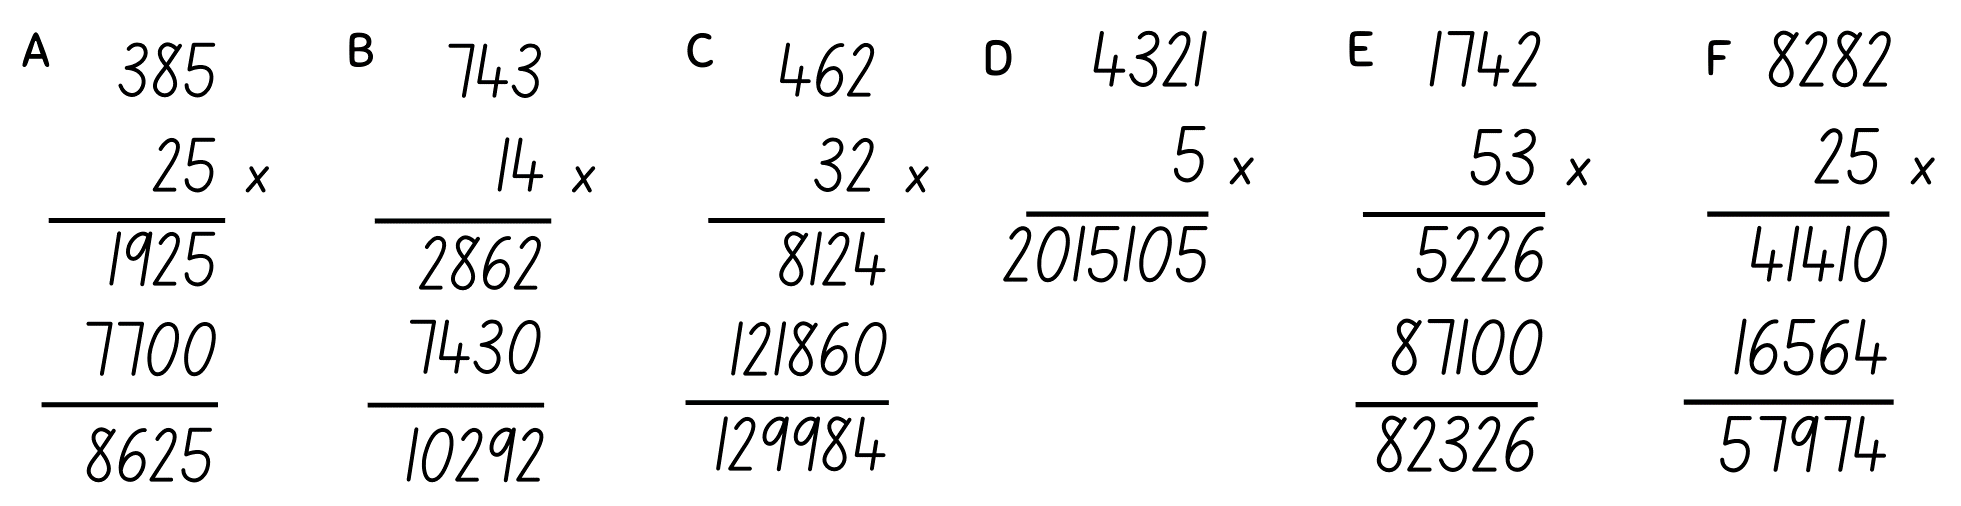 A 385 B 743 C 462 D 4321 E 1742 F 8282
25 x 14 x 32 x 5 x 53 x 25 x
1925 2862 8124 2015105 5226 41410
7700 7430 121860 87100 16564
8625 10292 129984 82326 57974